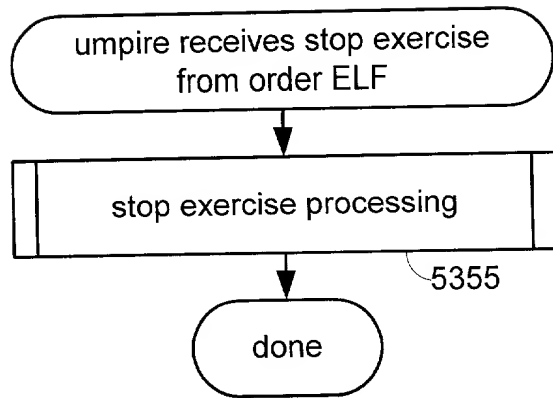 umpire receives stop exercise
from order ELF
stop exercise processing
5355
done